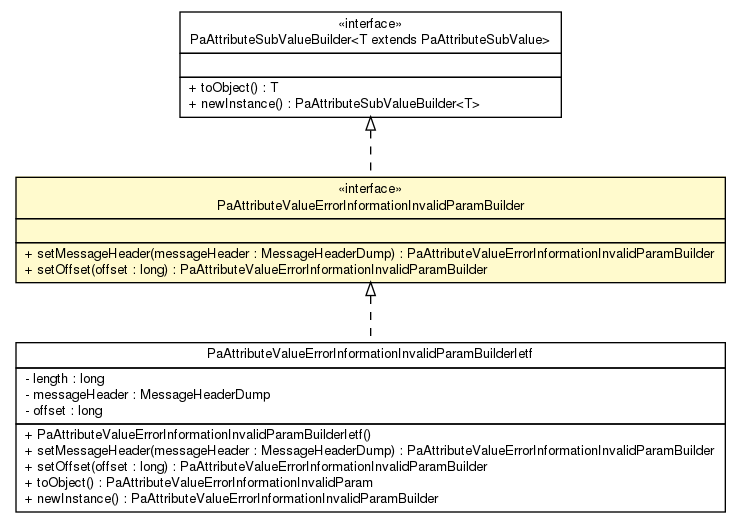 «interface»
PaAttributeSubValueBuilder<T extends PaAttributeSubValue>
+ toObject() : T
+ newInstance() : PaAttributeSubValueBuilder<T>
«interface»
PaAttributeValueErrorInformationInvalidParamBuilder
+ setMessageHeader(messageHeader : MessageHeaderDump) : PaAttributeValueErrorInformationInvalidParamBuilder
+ setOffset(offset : long) : PaAttributeValueErrorInformationInvalidParamBuilder
PaAttributeValueErrorInformationInvalidParamBuilderIetf
- length : long
- messageHeader : MessageHeaderDump
- offset : long
+ PaAttributeValueErrorInformationInvalidParamBuilderIetf()
+ setMessageHeader(messageHeader : MessageHeaderDump) : PaAttributeValueErrorInformationInvalidParamBuilder
+ setOffset(offset : long) : PaAttributeValueErrorInformationInvalidParamBuilder
+ toObject() : PaAttributeValueErrorInformationInvalidParam
+ newInstance() : PaAttributeValueErrorInformationInvalidParamBuilder